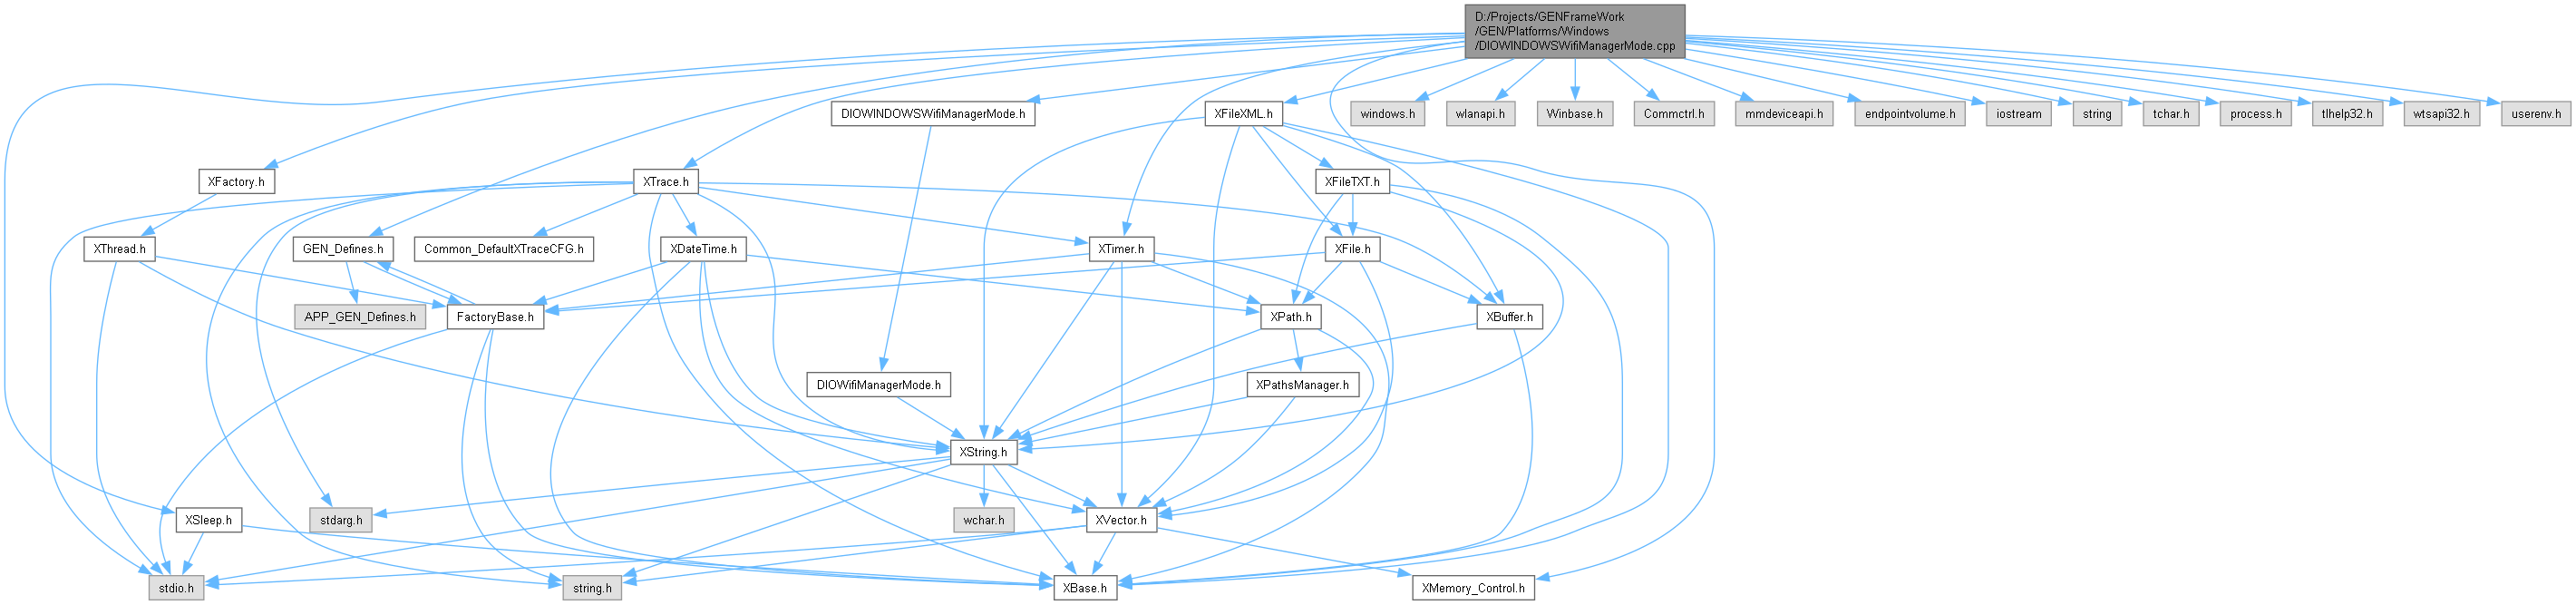 D:/Projects/GENFrameWork
/GEN/Platforms/Windows
/DIOWINDOWSWifiManagerMode.cpp
DIOWINDOWSWifiManagerMode.h
XFileXML.h
windows.h
wlanapi.h
Winbase.h
Commctrl.h
mmdeviceapi.h
endpointvolume.h
iostream
string
tchar.h
process.h
tlhelp32.h
wtsapi32.h
userenv.h
XFactory.h
XTrace.h
XFileTXT.h
XThread.h
GEN_Defines.h
Common_DefaultXTraceCFG.h
XDateTime.h
XTimer.h
XFile.h
APP_GEN_Defines.h
FactoryBase.h
XPath.h
XBuffer.h
DIOWifiManagerMode.h
XPathsManager.h
XString.h
XSleep.h
stdarg.h
wchar.h
XVector.h
stdio.h
string.h
XBase.h
XMemory_Control.h